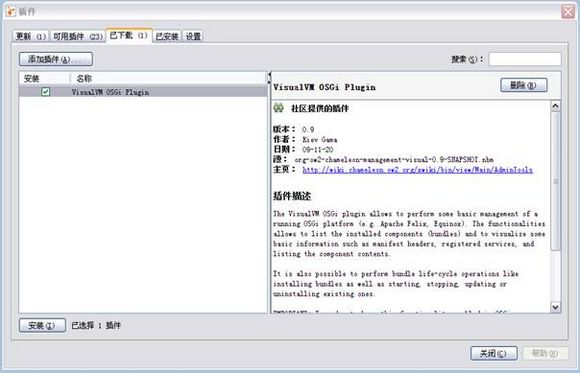 插件
更新 (1) 可用插件 (23) 已下载 (1) 已安装 设置
添加插件(A)... 搜索(S):
安装 名称
VisualVM OSGi Plugin
VisualVM OSGi Plugin 删除(R)
社区提供的插件
版本: 0.9
作者: Kiev Gama
日期: 09-11-20
源: org-ow2-chameleon-management-visual-0.9-SNAPSHOT.nbm
主页: http://wiki.chameleon.ow2.org/xwiki/bin/view/Main/AdminTools
插件描述
The VisualVM OSGi plugin allows to perform some basic management of a
running OSGi platform (e.g. Apache Felix, Equinox). The functionalities
allows to list the installed components (bundles) and to visualize some
basic information such as manifest headers, registered services, and
listing the component contents.
It is also possible to perform bundle life-cycle operations like
installing bundles as well as starting, stopping, updating or
uninstalling existing ones.
安装(I) 已选择 1 插件
关闭(C) 帮助(H)